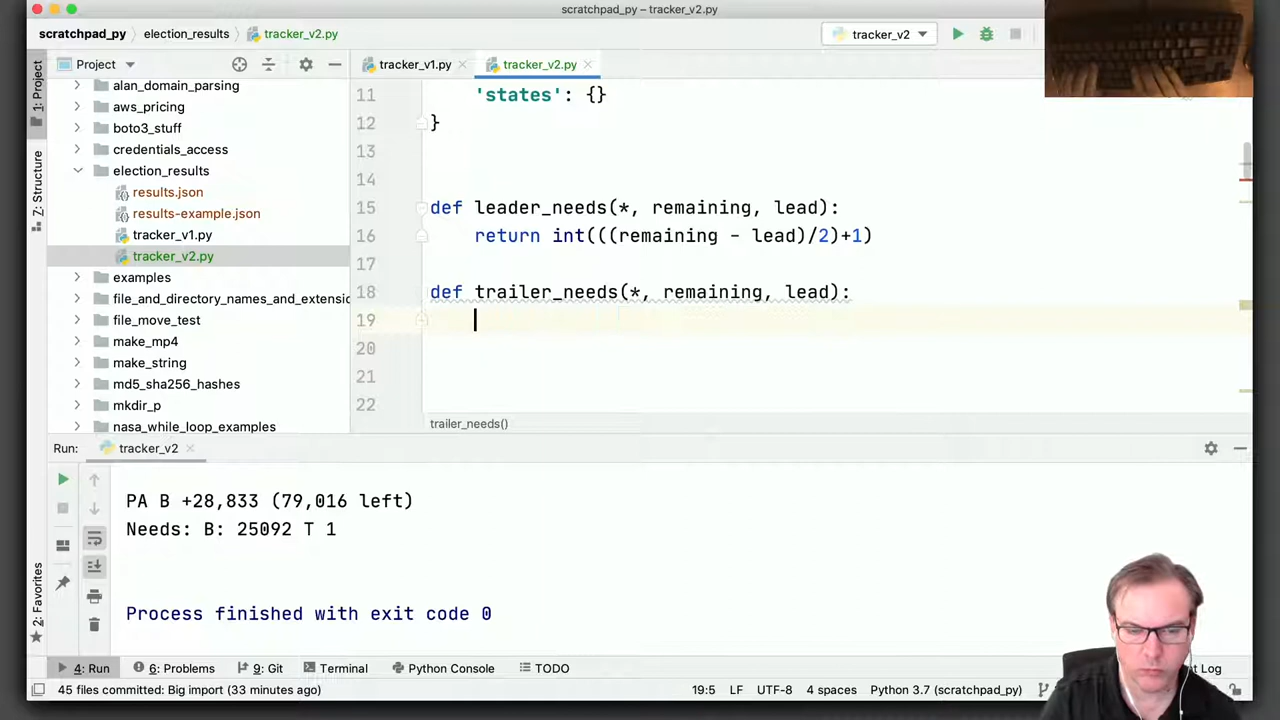 scratchpad_py – tracker_v2.py
scratchpad_py election_results tracker_v2.py
tracker_v2
Project
tracker_v1.py
tracker_v2.py
1: Project
Z: Structure
2: Favorites
alan_domain_parsing
aws_pricing
boto3_stuff
credentials_access
election_results
results.json
results-example.json
tracker_v1.py
tracker_v2.py
examples
file_and_directory_names_and_extensio
file_move_test
make_mp4
make_string
md5_sha256_hashes
mkdir_p
nasa_while_loop_examples
11 'states': {}
12 }
13
14
15 def leader_needs(*, remaining, lead):
16 return int(((remaining - lead)/2)+1)
17
18 def trailer_needs(*, remaining, lead):
19
20
21
22
trailer_needs()
Run: tracker_v2
PA B +28,833 (79,016 left)
Needs: B: 25092 T 1
Process finished with exit code 0
4: Run 6: Problems 9: Git Terminal Python Console TODO t Log
45 files committed: Big import (33 minutes ago) 19:5 LF UTF-8 4 spaces Python 3.7 (scratchpad_py)